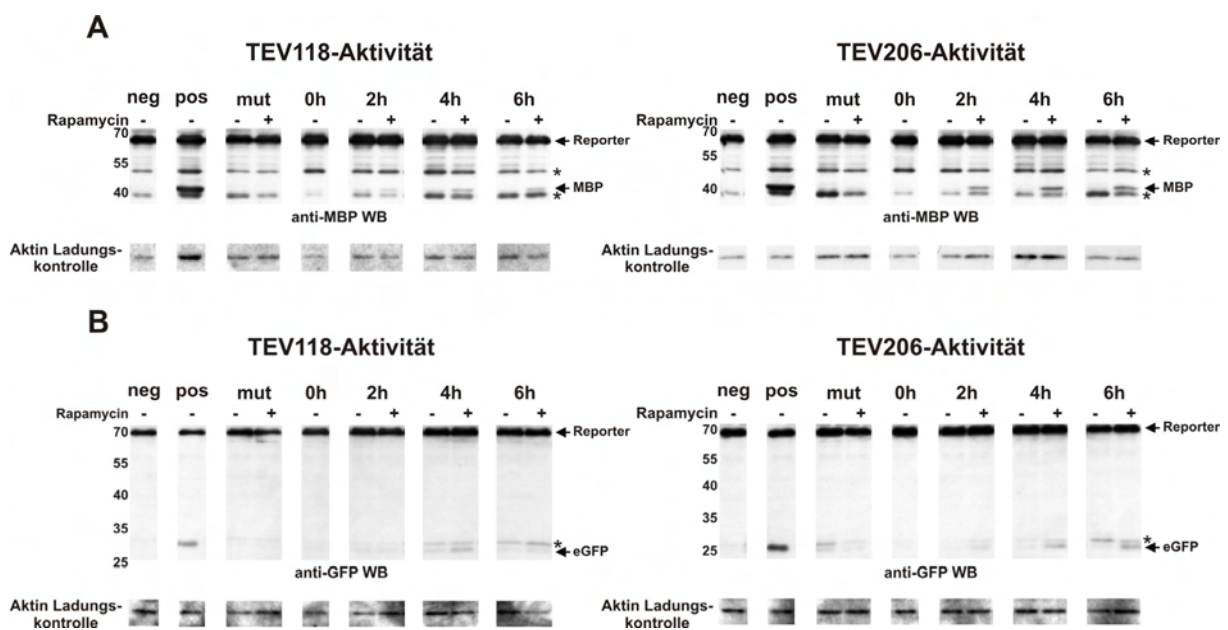 A
TEV118-Aktivität
neg pos mut 0h 2h 4h 6h
Rapamycin - - - + - - + - + - +
70
Reporter
55
*
MBP
40
*
anti-MBP WB
Aktin Ladungs-
kontrolle
TEV206-Aktivität
neg pos mut 0h 2h 4h 6h
Rapamycin - - - + - - + - + - +
70
Reporter
55
*
MBP
40
*
anti-MBP WB
Aktin Ladungs-
kontrolle
B
TEV118-Aktivität
neg pos mut 0h 2h 4h 6h
Rapamycin - - - + - - + - + - +
70
Reporter
55
40
35
*
eGFP
25
anti-GFP WB
Aktin Ladungs-
kontrolle
TEV206-Aktivität
neg pos mut 0h 2h 4h 6h
Rapamycin - - - + - - + - + - +
70
Reporter
55
40
35
*
25
eGFP
anti-GFP WB
Aktin Ladungs-
kontrolle